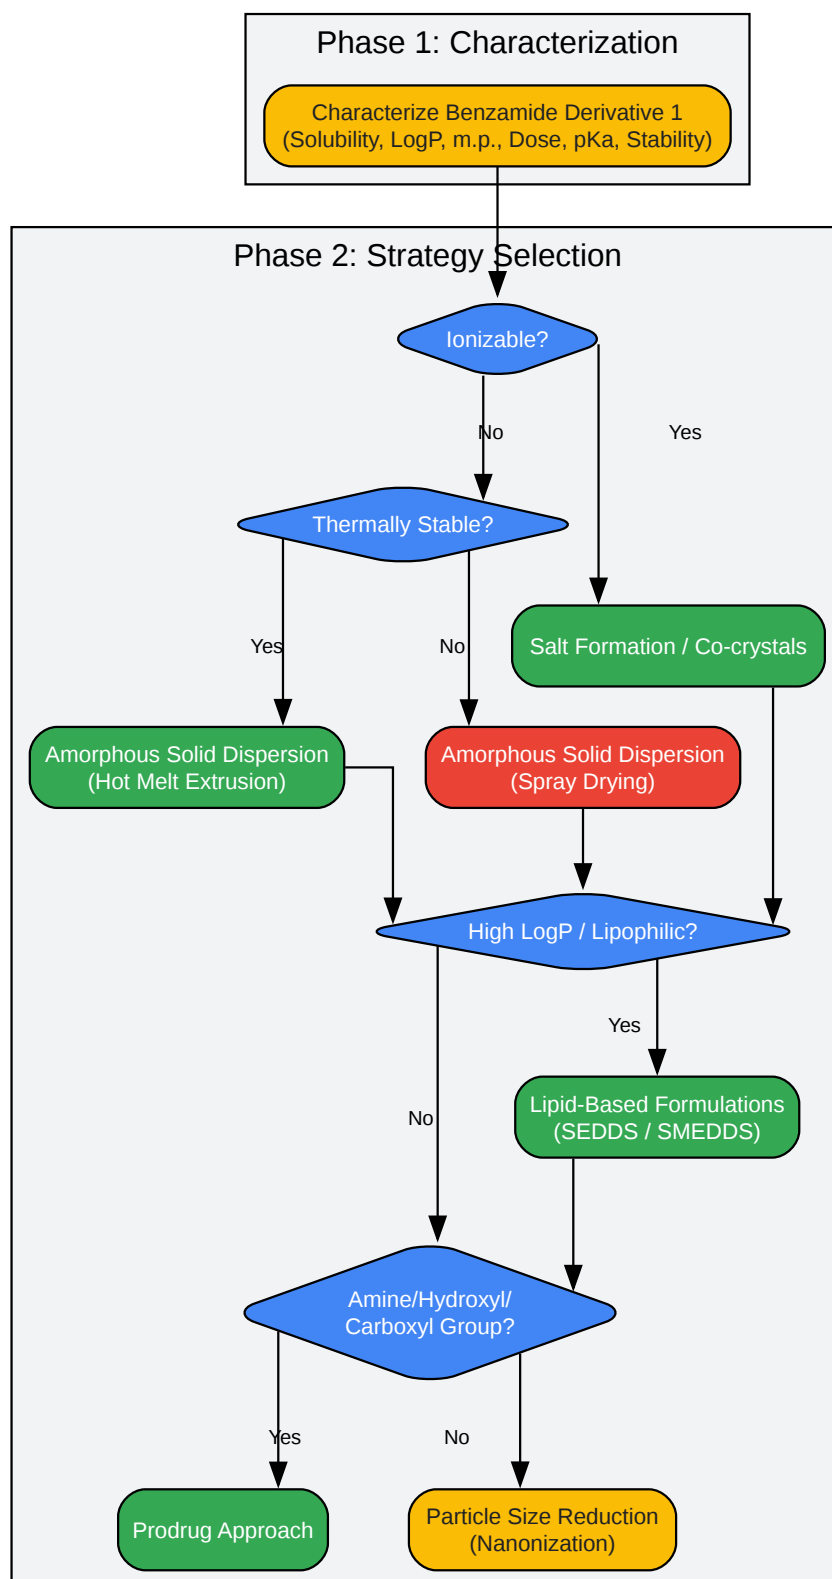 Phase 1: Characterization
Characterize Benzamide Derivative 1
(Solubility, LogP, m.p., Dose, pKa, Stability)
Phase 2: Strategy Selection
Ionizable?
No
Yes
Thermally Stable?
Yes
No
Salt Formation / Co-crystals
Amorphous Solid Dispersion
(Hot Melt Extrusion)
Amorphous Solid Dispersion
(Spray Drying)
High LogP / Lipophilic?
Yes
No
Lipid-Based Formulations
(SEDDS / SMEDDS)
Amine/Hydroxyl/
Carboxyl Group?
Yes
No
Prodrug Approach
Particle Size Reduction
(Nanonization)